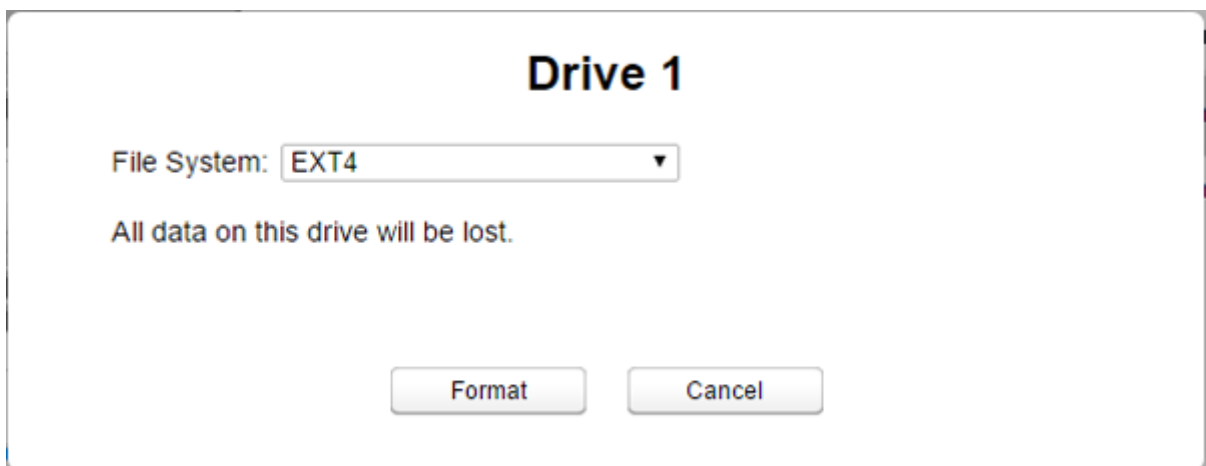 Drive 1
File System: EXT4
All data on this drive will be lost.
Format Cancel